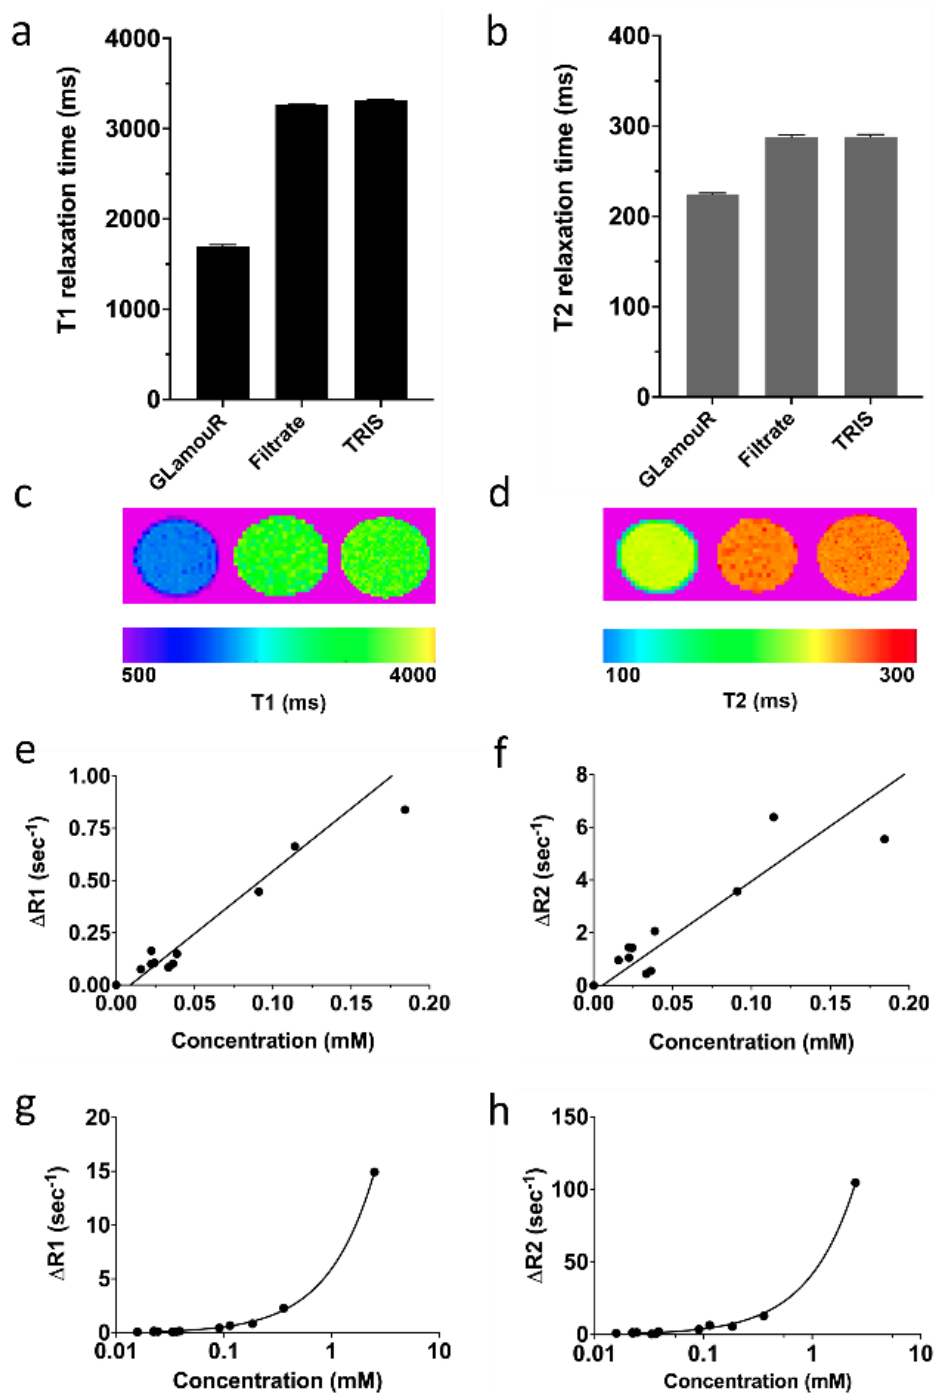 a
T1 relaxation time (ms)
4000
3000
2000
1000
0
GLamouR
Filtrate
TRIS
b
T2 relaxation time (ms)
400
300
200
100
0
GLamouR
Filtrate
TRIS
c
500
4000
T1 (ms)
d
100
300
T2 (ms)
e
ΔR1 (sec-1)
1.00
0.75
0.50
0.25
0.00
0.00
0.05
0.10
0.15
0.20
Concentration (mM)
f
ΔR2 (sec-1)
8
6
4
2
0
0.00
0.05
0.10
0.15
0.20
Concentration (mM)
g
ΔR1 (sec-1)
20
15
10
5
0
0.01
0.1
1
10
Concentration (mM)
h
ΔR2 (sec-1)
150
100
50
0
0.01
0.1
1
10
Concentration (mM)